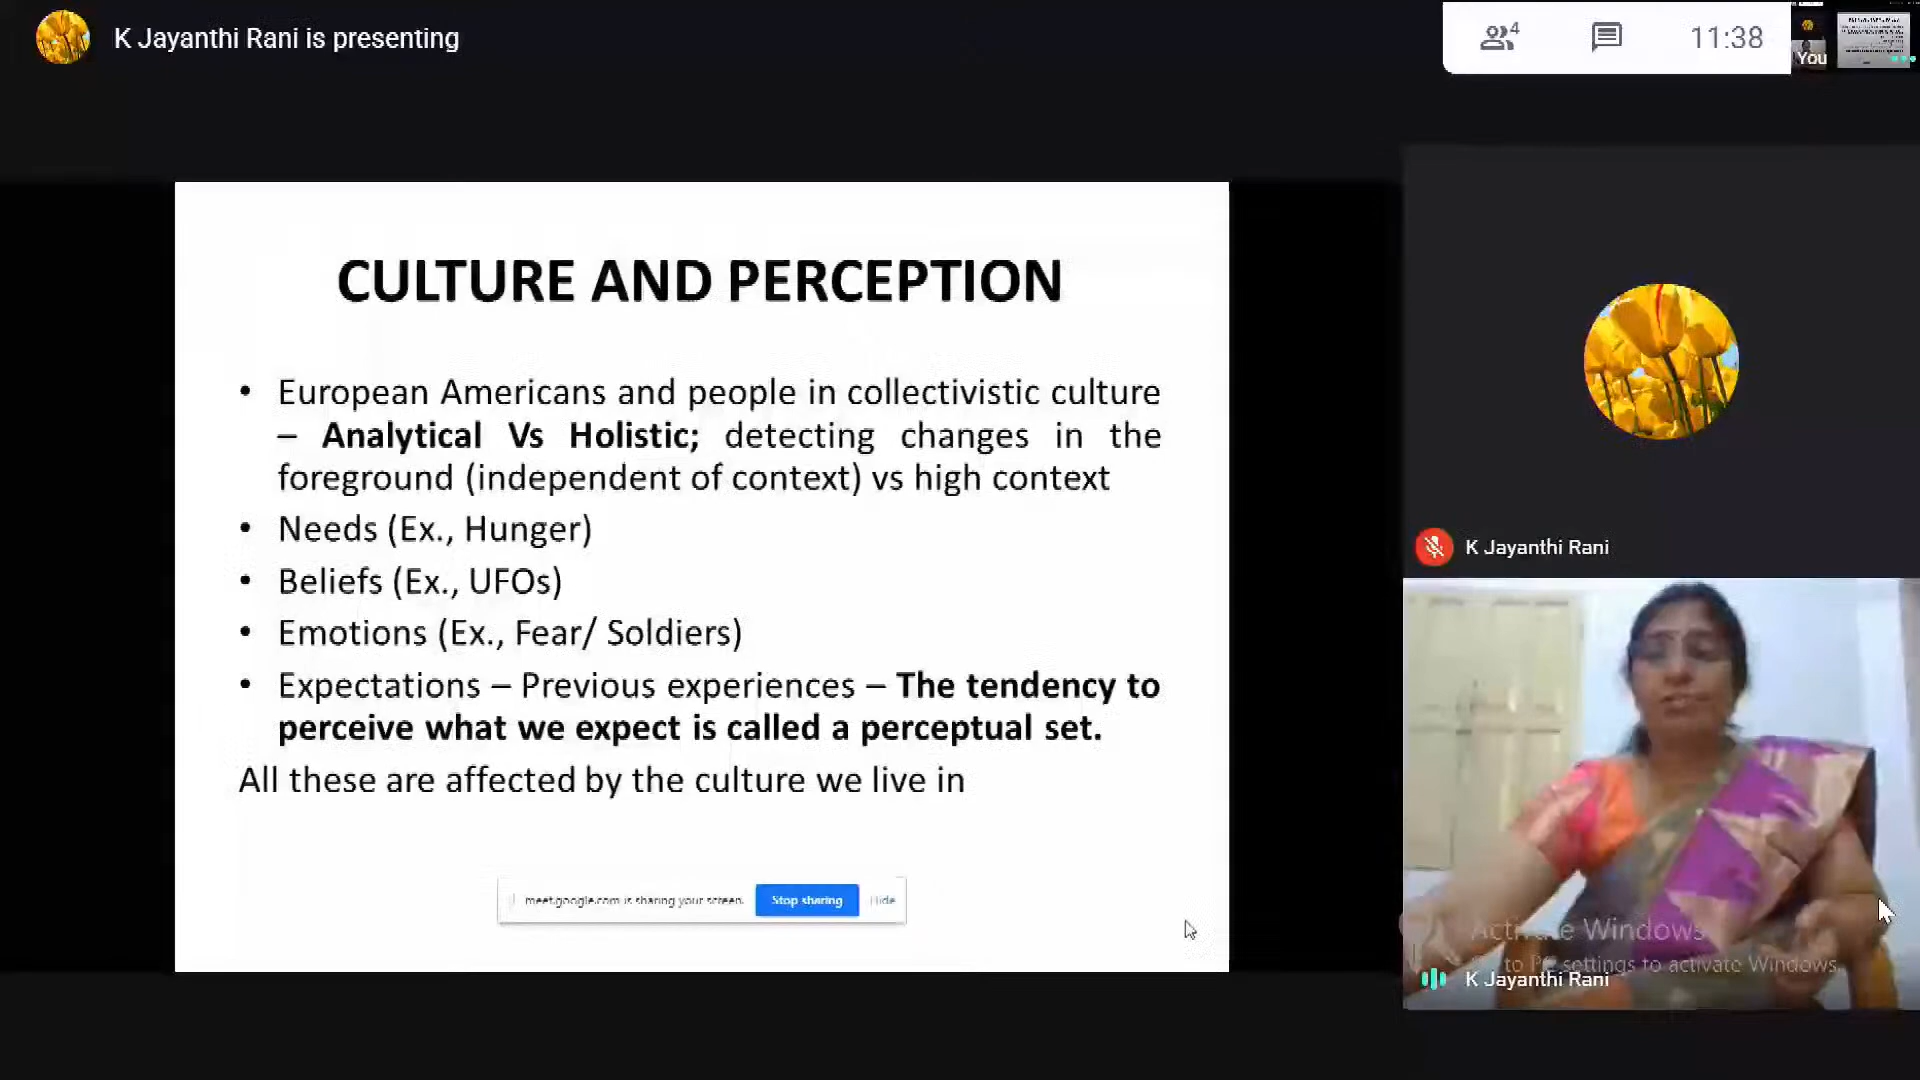 K Jayanthi Rani is presenting
4
11:38
You
CULTURE AND PERCEPTION
• European Americans and people in collectivistic culture
– Analytical Vs Holistic; detecting changes in the
foreground (independent of context) vs high context
• Needs (Ex., Hunger)
• Beliefs (Ex., UFOs)
• Emotions (Ex., Fear/ Soldiers)
• Expectations – Previous experiences – The tendency to
perceive what we expect is called a perceptual set.
All these are affected by the culture we live in
meet.google.com is sharing your screen.
Stop sharing
Hide
K Jayanthi Rani
Activate Windows
to PC settings to activate Windows.
K Jayanthi Rani